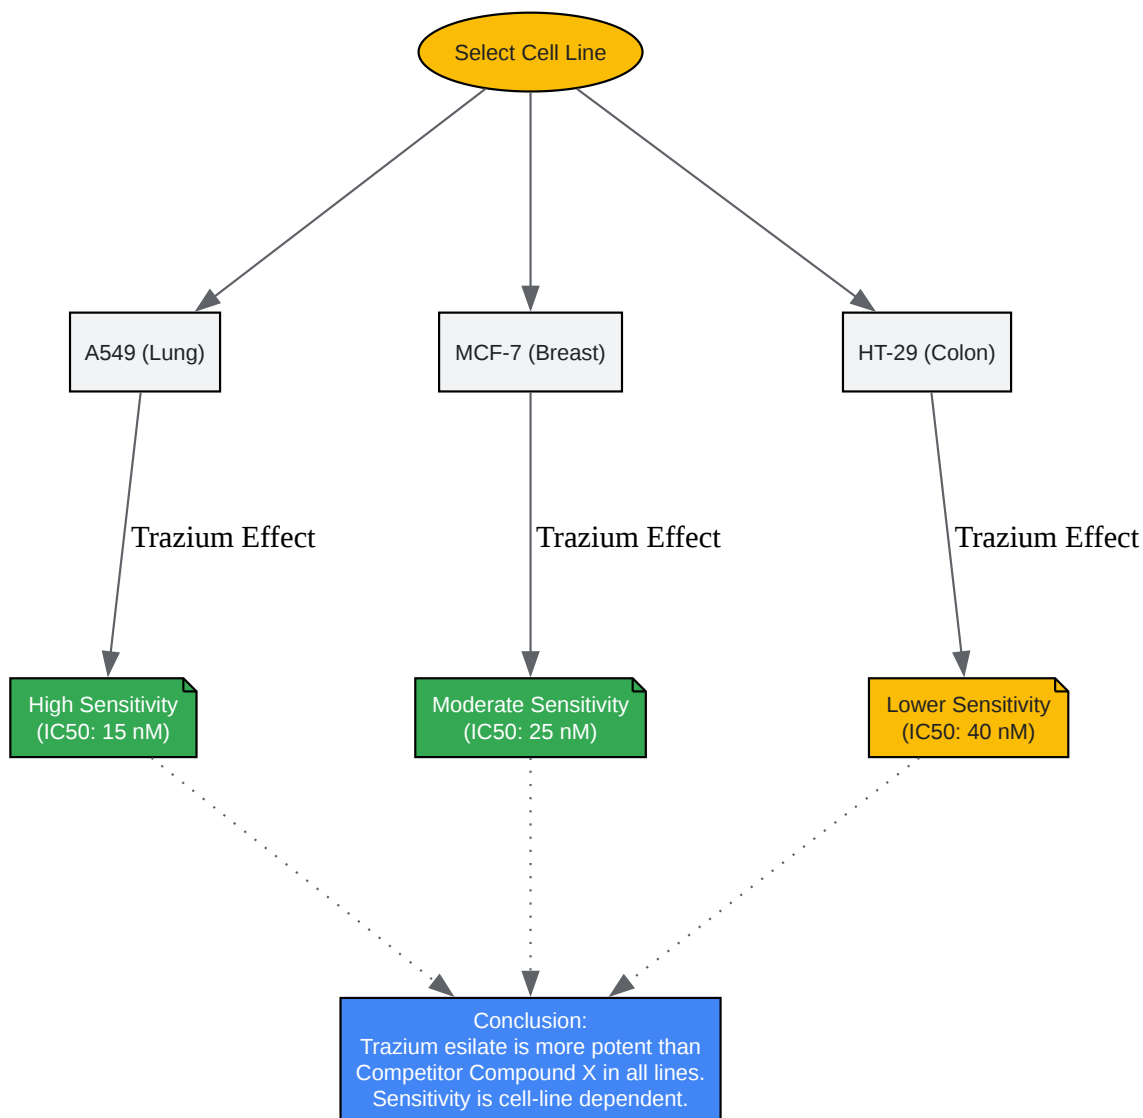 Select Cell Line
A549 (Lung)
MCF-7 (Breast)
HT-29 (Colon)
Trazium Effect
Trazium Effect
Trazium Effect
High Sensitivity
(IC50: 15 nM)
Moderate Sensitivity
(IC50: 25 nM)
Lower Sensitivity
(IC50: 40 nM)
Conclusion:
Trazium esilate is more potent than
Competitor Compound X in all lines.
Sensitivity is cell-line dependent.